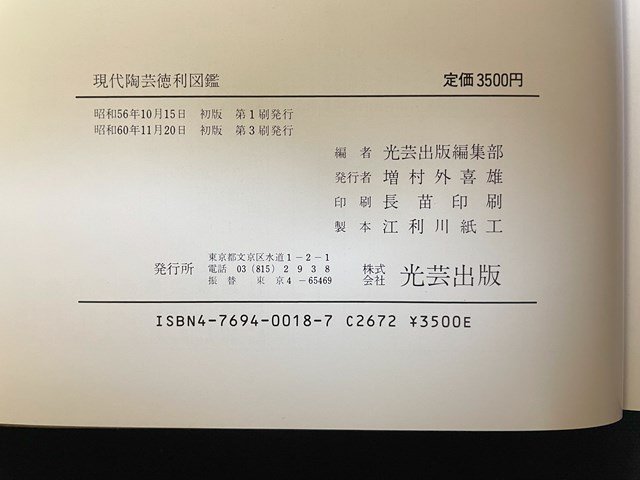 現代陶芸徳利図鑑 定価3500円
昭和56年10月15日 初版 第1刷発行
昭和60年11月20日 初版 第3刷発行
編者 光芸出版編集部
発行者 増村外喜雄
印刷 長苗印刷
製本 江利川紙工
発行所 東京都文京区水道1-2-1
電話 03 (815) 2938
振替 東京4-65469
株式会社 光芸出版
ISBN4-7694-0018-7 C2672 ¥3500E